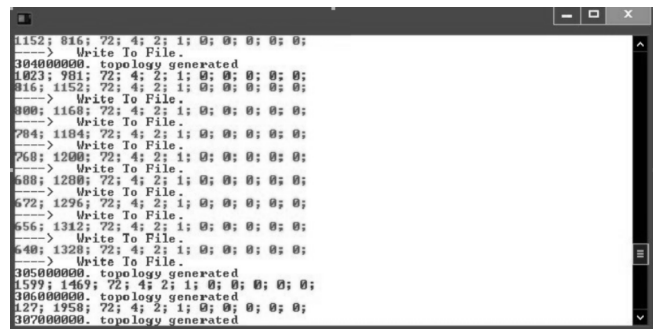 1152; 816; 72; 4; 2; 1; 0; 0; 0; 0; 0;
----> Write To File.
304000000. topology generated
1023; 981; 72; 4; 2; 1; 0; 0; 0; 0; 0;
816; 1152; 72; 4; 2; 1; 0; 0; 0; 0; 0;
----> Write To File.
800; 1168; 72; 4; 2; 1; 0; 0; 0; 0; 0;
----> Write To File.
784; 1184; 72; 4; 2; 1; 0; 0; 0; 0; 0;
----> Write To File.
768; 1200; 72; 4; 2; 1; 0; 0; 0; 0; 0;
----> Write To File.
688; 1280; 72; 4; 2; 1; 0; 0; 0; 0; 0;
----> Write To File.
672; 1296; 72; 4; 2; 1; 0; 0; 0; 0; 0;
----> Write To File.
656; 1312; 72; 4; 2; 1; 0; 0; 0; 0; 0;
----> Write To File.
640; 1328; 72; 4; 2; 1; 0; 0; 0; 0; 0;
----> Write To File.
305000000. topology generated
1599; 1469; 72; 4; 2; 1; 0; 0; 0; 0; 0;
306000000. topology generated
127; 1958; 72; 4; 2; 1; 0; 0; 0; 0; 0;
307000000. topology generated